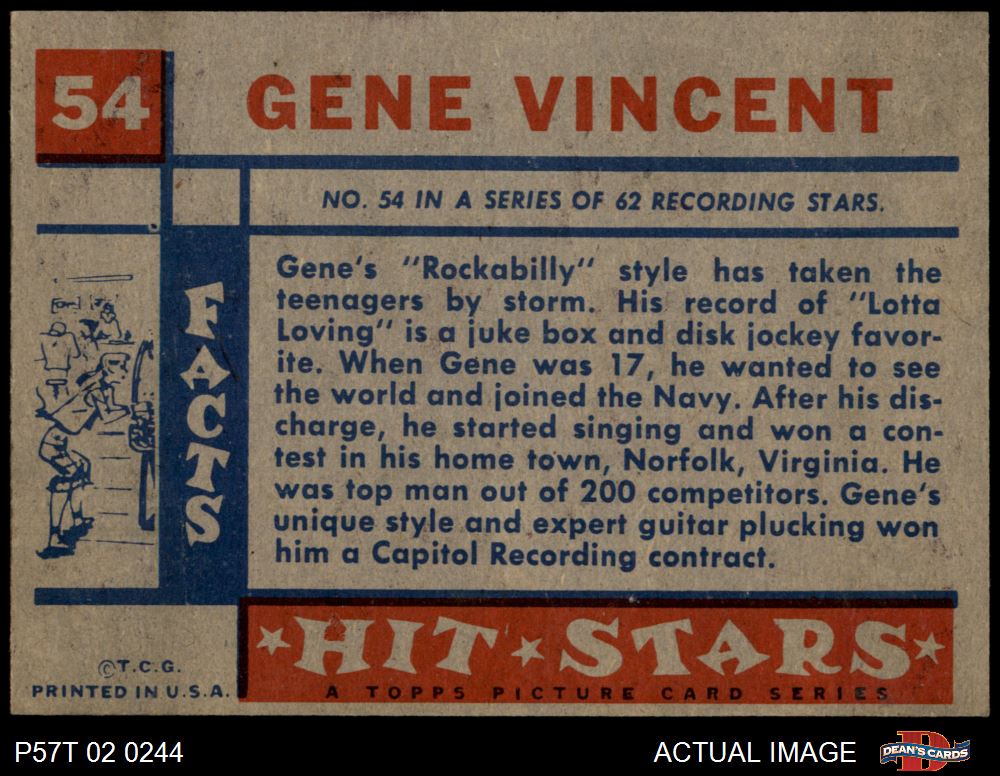 54
GENE VINCENT
NO. 54 IN A SERIES OF 62 RECORDING STARS.
FACTS
Gene's "Rockabilly" style has taken the
teenagers by storm. His record of "Lotta
Loving" is a juke box and disk jockey favor-
ite. When Gene was 17, he wanted to see
the world and joined the Navy. After his dis-
charge, he started singing and won a con-
test in his home town, Norfolk, Virginia. He
was top man out of 200 competitors. Gene's
unique style and expert guitar plucking won
him a Capitol Recording contract.
HIT STARS
A TOPPS PICTURE CARD SERIES
©T.C.G.
PRINTED IN U.S.A.
P57T 02 0244
ACTUAL IMAGE
DEAN'S CARDS